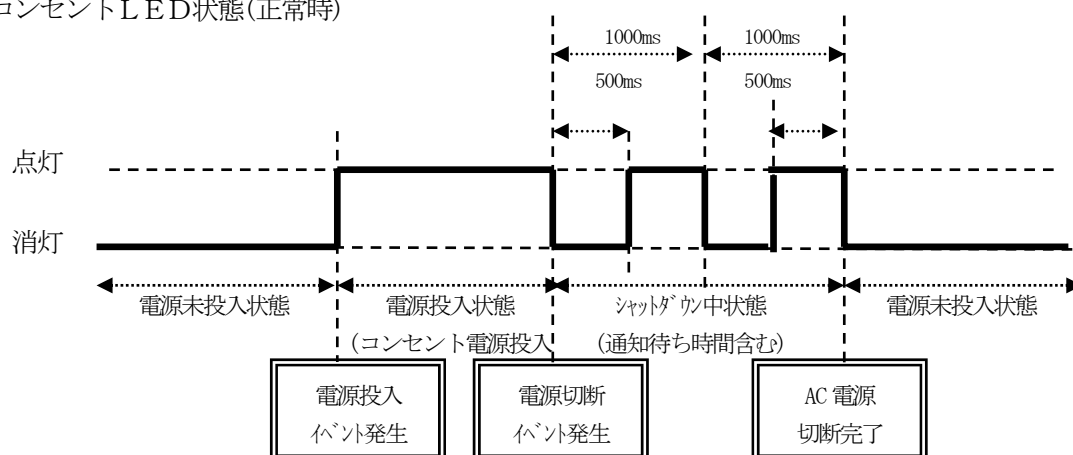 コンセントＬＥＤ状態(正常時)
1000ms
1000ms
500ms
500ms
点灯
消灯
電源未投入状態
電源投入状態
ｼｬｯﾄﾀﾞｳﾝ中状態
電源未投入状態
(コンセント電源投入
(通知待ち時間含む)
電源投入
ｲﾍﾞﾝﾄ発生
電源切断
ｲﾍﾞﾝﾄ発生
AC 電源
切断完了